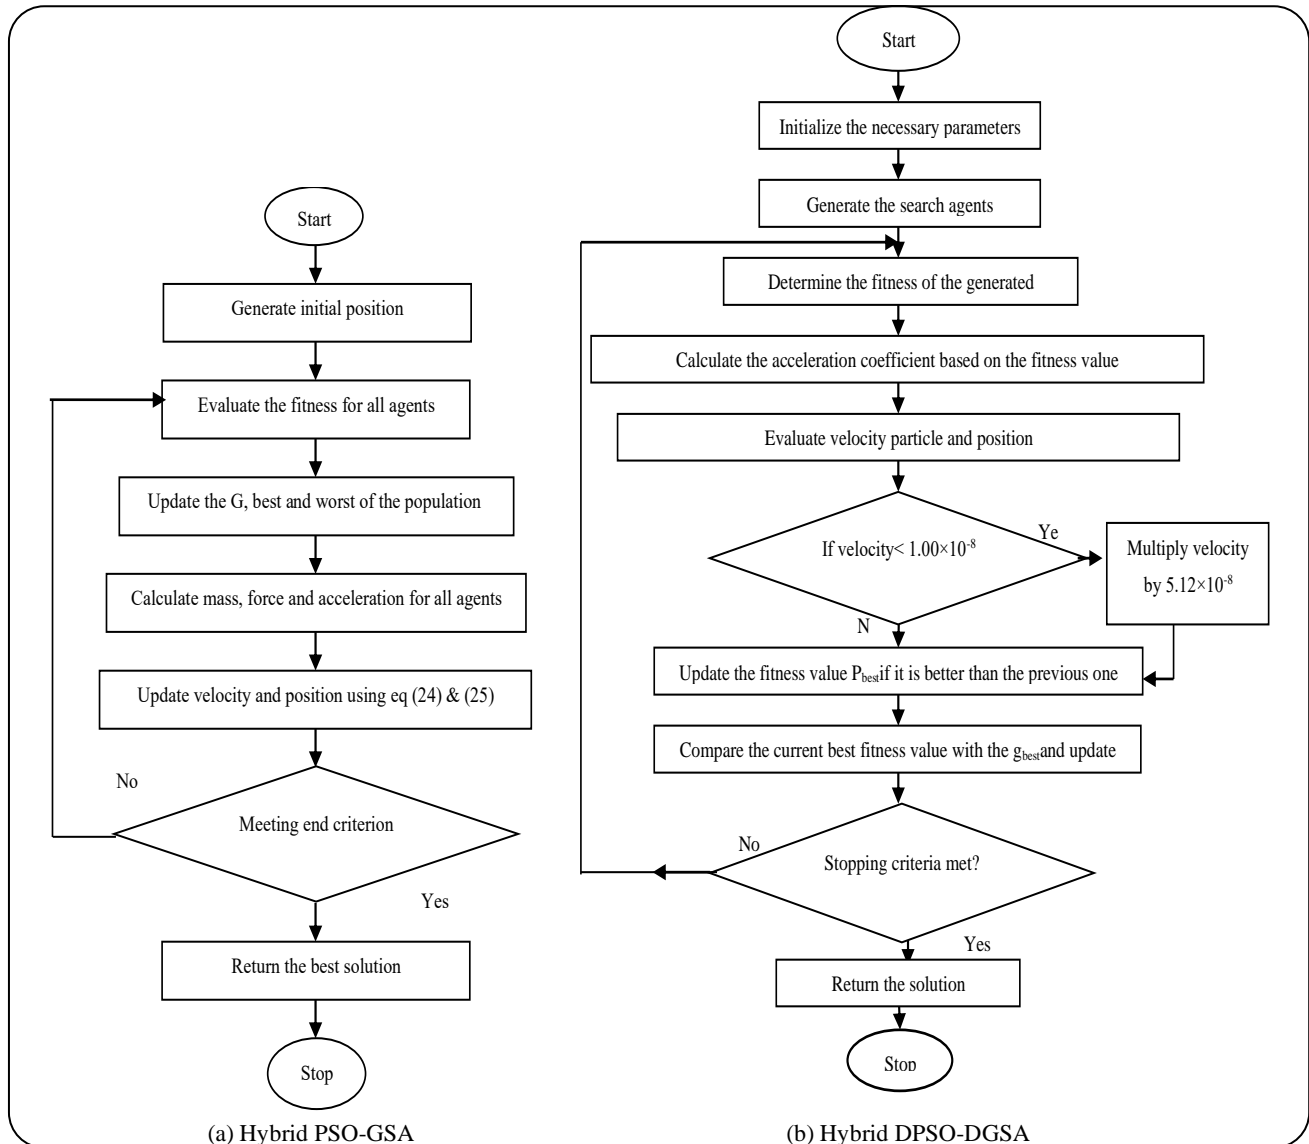 Start
Generate initial position
Evaluate the fitness for all agents
Update the G, best and worst of the population
Calculate mass, force and acceleration for all agents
Update velocity and position using eq (24) & (25)
No
Meeting end criterion
Yes
Return the best solution
Stop
(a) Hybrid PSO-GSA
Start
Initialize the necessary parameters
Generate the search agents
Determine the fitness of the generated
Calculate the acceleration coefficient based on the fitness value
Evaluate velocity particle and position
If velocity< 1.00×10⁻⁸
Ye
Multiply velocity
by 5.12×10⁻⁸
N
Update the fitness value P_best if it is better than the previous one
Compare the current best fitness value with the g_best and update
No
Stopping criteria met?
Yes
Return the solution
Stop
(b) Hybrid DPSO-DGSA